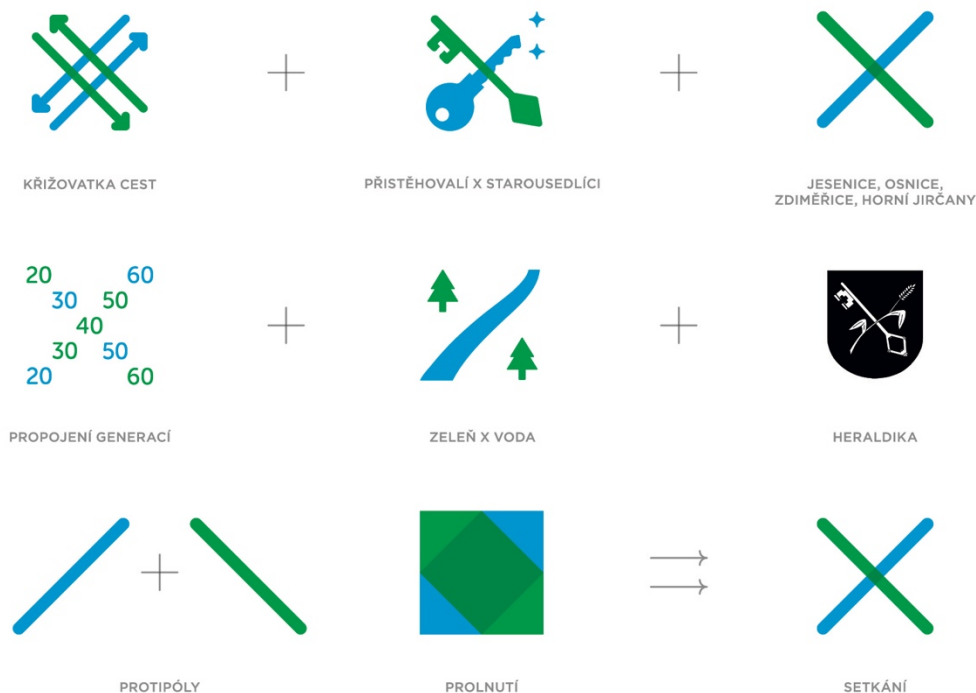 KŘIŽOVATKA CEST
PŘISTĚHOVALÍ X STAROUSEDLÍCI
JESENICE, OSNICE,
ZDIMĚŘICE, HORNÍ JIRČANY
20 60
30 50
40
30 50
20 60
PROPOJENÍ GENERACÍ
ZELEŇ X VODA
HERALDIKA
PROTIPÓLY
PROLNUTÍ
SETKÁNÍ